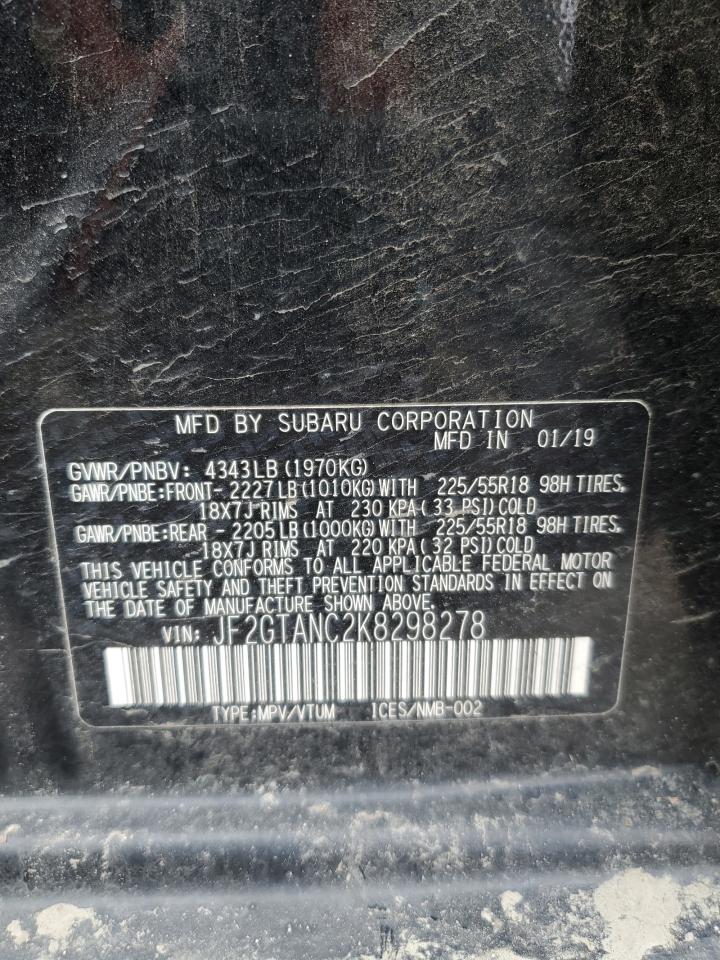 MFD BY SUBARU CORPORATION
MFD IN 01/19
GVWR/PNBV: 4343LB(1970KG)
GAWR/PNBE:FRONT- 2227LB(1010KG)WITH 225/55R18 98H TIRES,
18X7J RIMS AT 230 KPA( 33 PSI)COLD
GAWR/PNBE:REAR - 2205LB(1000KG)WITH 225/55R18 98H TIRES,
18X7J RIMS AT 220 KPA( 32 PSI)COLD
THIS VEHICLE CONFORMS TO ALL APPLICABLE FEDERAL MOTOR
VEHICLE SAFETY AND THEFT PREVENTION STANDARDS IN EFFECT ON
THE DATE OF MANUFACTURE SHOWN ABOVE.
VIN: JF2GTANC2K8298278
TYPE:MPV/VTUM ICES/NMB-002